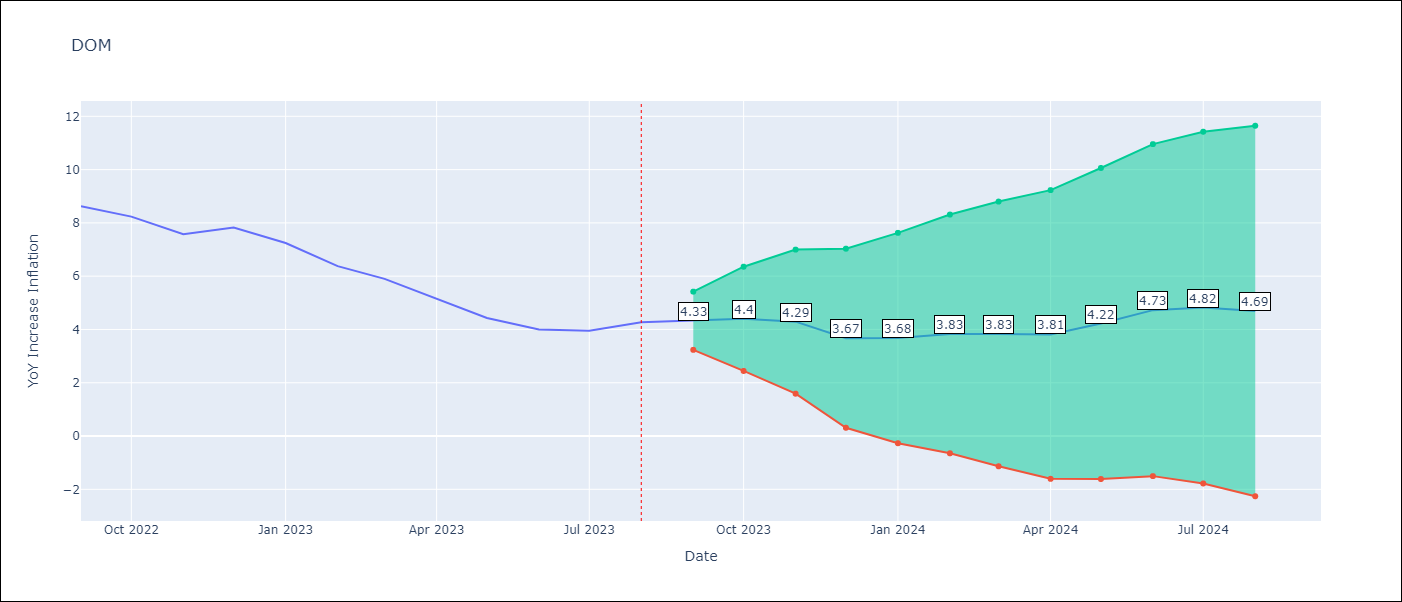 DOM
YoY Increase Inflation
12
10
8
6
4
2
0
−2
4.33
4.4
4.29
3.67
3.68
3.83
3.83
3.81
4.22
4.73
4.82
4.69
Oct 2022
Jan 2023
Apr 2023
Jul 2023
Oct 2023
Jan 2024
Apr 2024
Jul 2024
Date